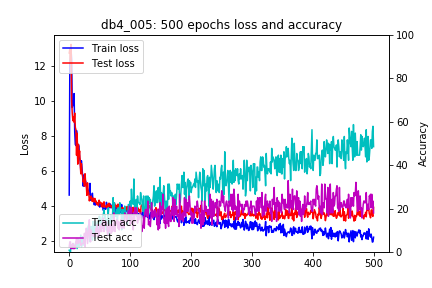 db4_005: 500 epochs loss and accuracy
Train loss
Test loss
Train acc
Test acc
Loss
12
10
8
6
4
2
Accuracy
100
80
60
40
20
0
0
100
200
300
400
500